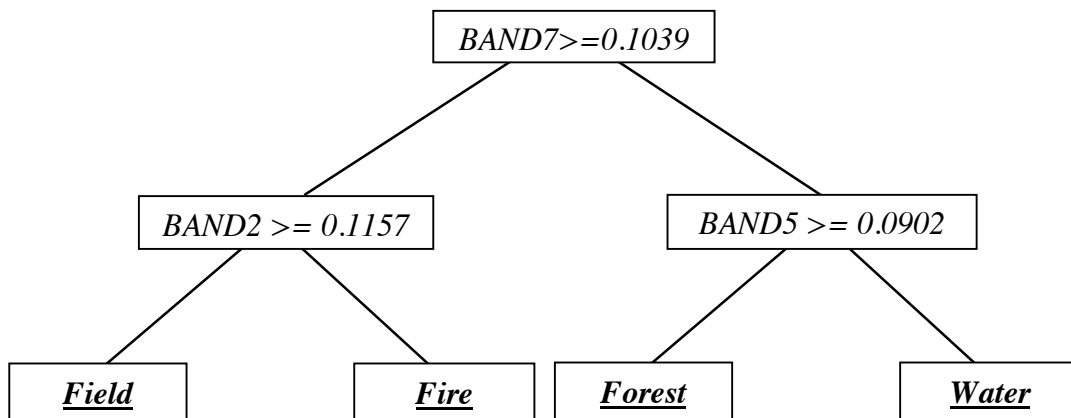 BAND7>=0.1039
BAND2 >= 0.1157
BAND5 >= 0.0902
Field
Fire
Forest
Water